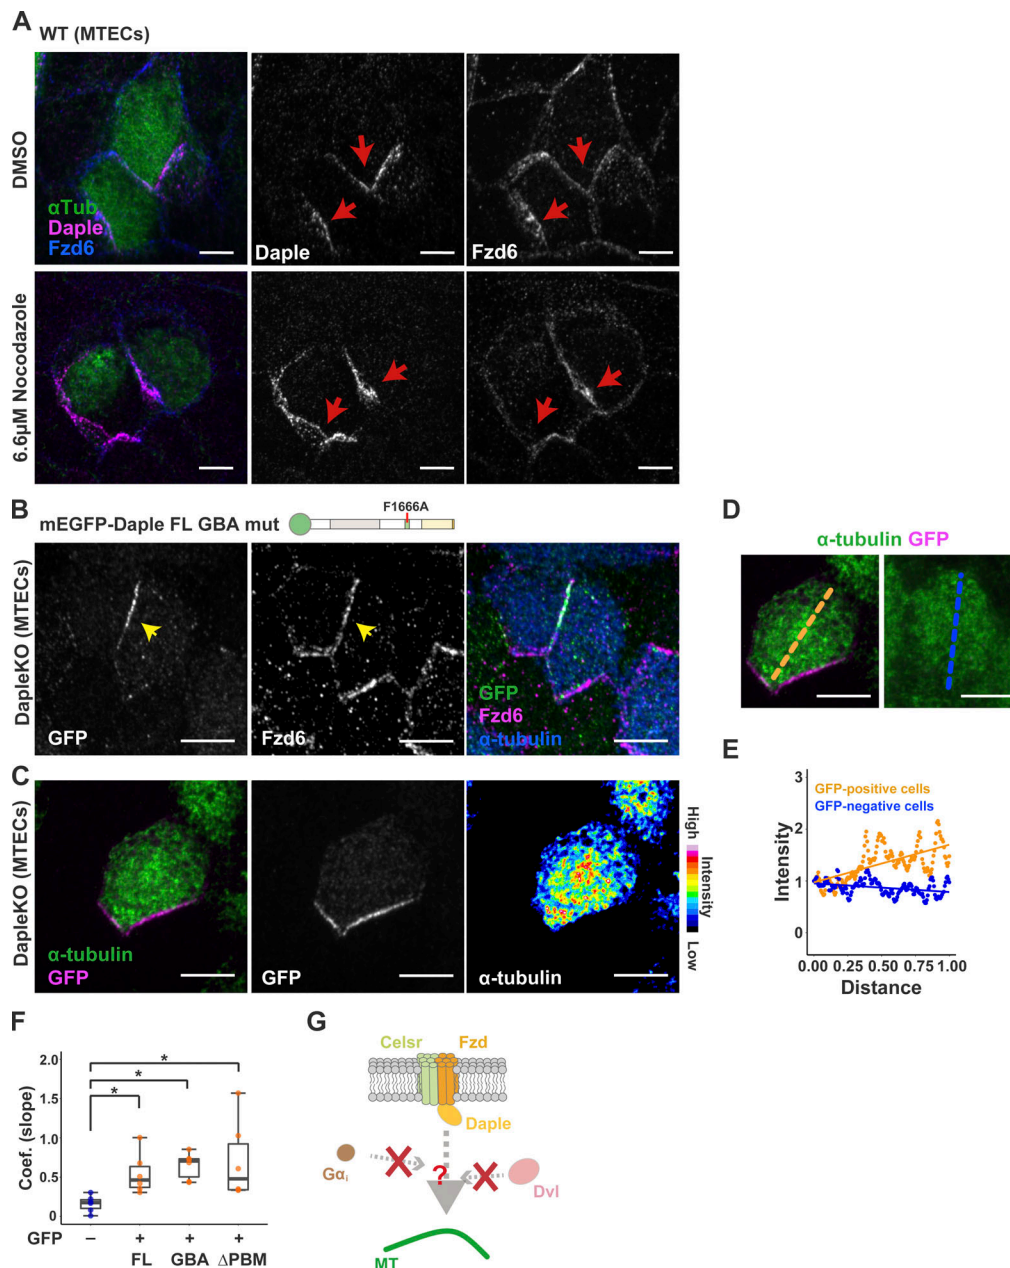 A
WT (MTECs)
DMSO
αTub
Daple
Fzd6
Daple
Fzd6
6.6μM Nocodazole
B
mEGFP-Daple FL GBA mut
F1666A
DapleKO (MTECs)
GFP
Fzd6
GFP
Fzd6
α-tubulin
C
DapleKO (MTECs)
α-tubulin
GFP
GFP
α-tubulin
High
Intensity
Low
D
α-tubulin GFP
E
3
2
1
0
Intensity
GFP-positive cells
GFP-negative cells
0.00 0.25 0.50 0.75 1.00
Distance
F
2.0
1.5
1.0
0.5
0
Coef. (slope)
*
*
*
GFP − + + +
FL GBA ΔPBM
G
Celsr
Fzd
Daple
Gαi
?
Dvl
MT